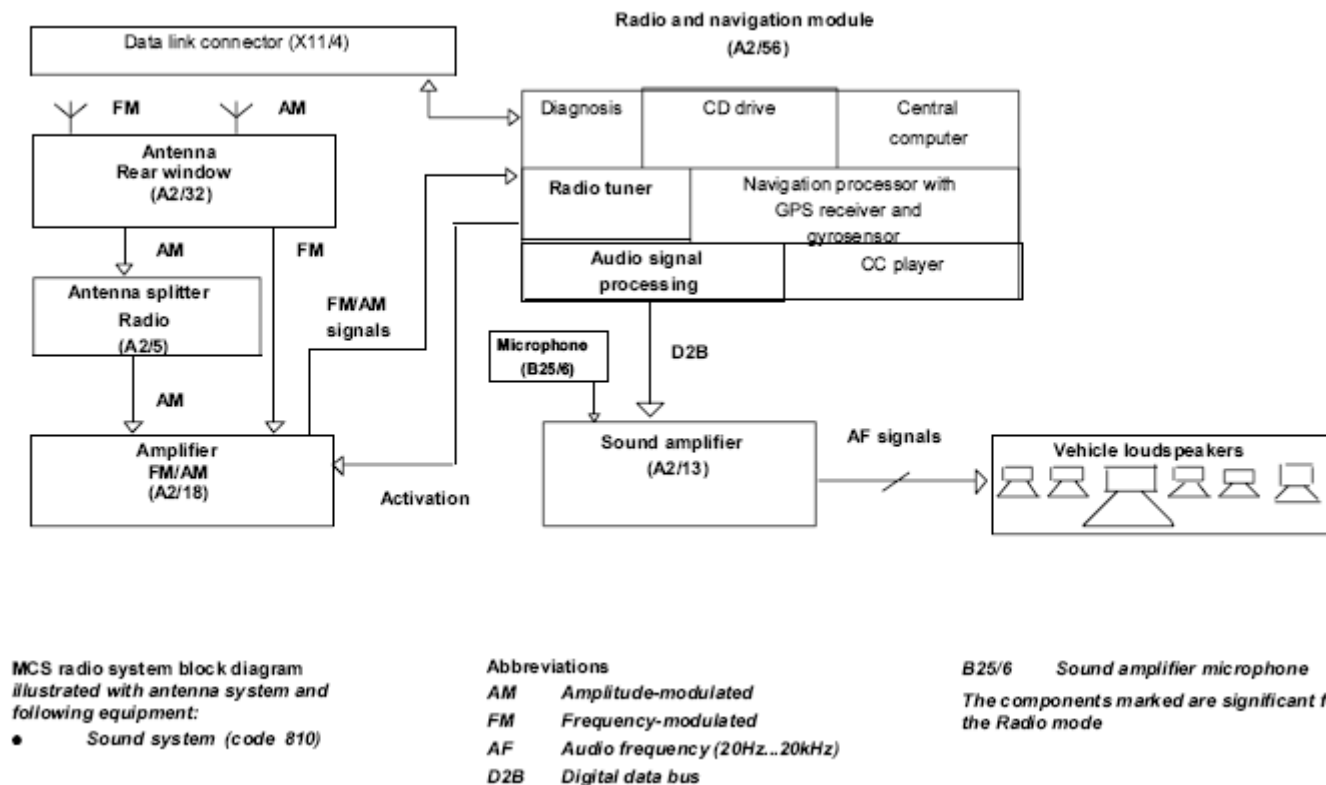 Radio and navigation module
(A2/56)
Data link connector (X11/4)
FM
AM
Antenna
Rear window
(A2/32)
AM
FM
Antenna splitter
Radio
(A2/5)
AM
Amplifier
FM/AM
(A2/18)
FM/AM
signals
Activation
Diagnosis
CD drive
Central
computer
Radio tuner
Navigation processor with
GPS receiver and
gyrosensor
Audio signal
processing
CC player
Microphone
(B25/6)
D2B
Sound amplifier
(A2/13)
AF signals
Vehicle loudspeakers
MCS radio system block diagram
illustrated with antenna system and
following equipment:
● Sound system (code 810)
Abbreviations
AM Amplitude-modulated
FM Frequency-modulated
AF Audio frequency (20Hz...20kHz)
D2B Digital data bus
B25/6 Sound amplifier microphone
The components marked are significant f
the Radio mode